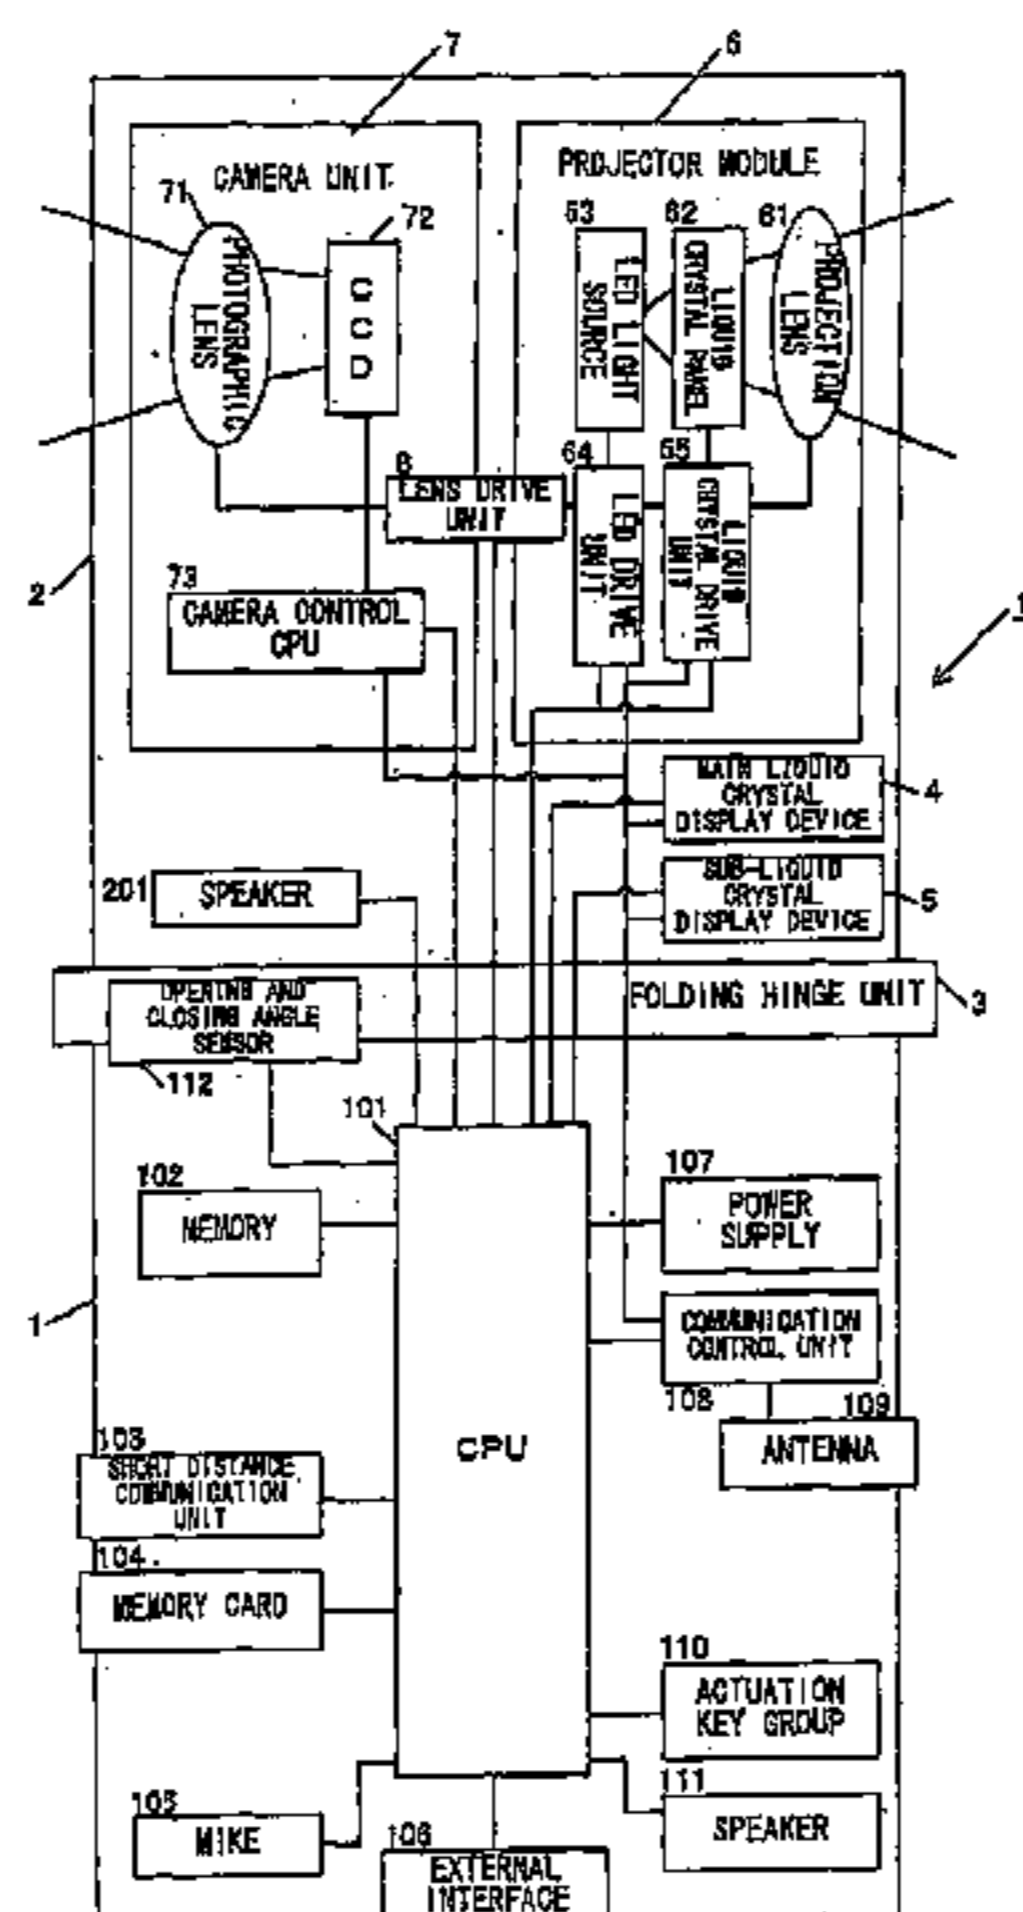 7
6
CAMERA UNIT
PROJECTOR MODULE
71
72
63
62
61
PHOTOGRAPHIC
LENS
CCD
LED LIGHT
SOURCE
LIQUID
CRYSTAL PANEL
PROJECTION
LENS
8
LENS DRIVE
UNIT
64
LED DRIVE
UNIT
65
LIQUID
CRYSTAL DRIVE
UNIT
73
CAMERA CONTROL
CPU
2
1
MAIN LIQUID
CRYSTAL
DISPLAY DEVICE
4
201
SPEAKER
SUB-LIQUID
CRYSTAL
DISPLAY DEVICE
5
OPENING AND
CLOSING ANGLE
SENSOR
FOLDING HINGE UNIT
3
112
101
102
MEMORY
107
POWER
SUPPLY
1
COMMUNICATION
CONTROL UNIT
108
109
ANTENNA
CPU
103
SHORT DISTANCE
COMMUNICATION
UNIT
104
MEMORY CARD
110
ACTUATION
KEY GROUP
105
MIKE
111
SPEAKER
106
EXTERNAL
INTERFACE